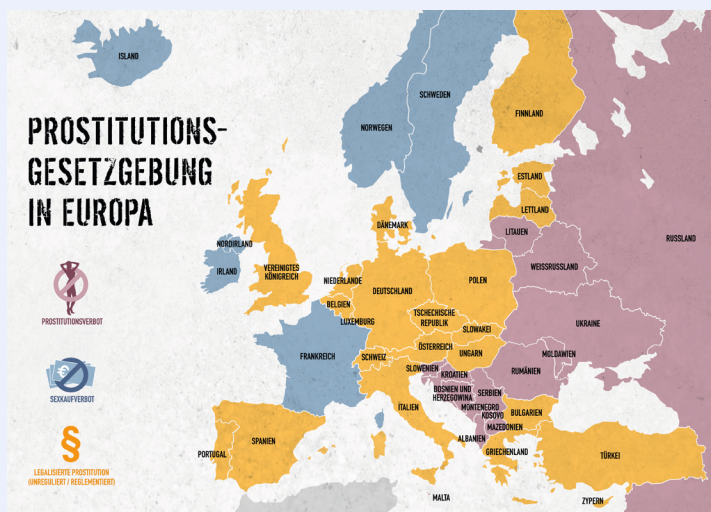 ISLAND
SCHWEDEN
NORWEGEN
FINNLAND
PROSTITUTIONS-
GESETZGEBUNG
IN EUROPA
ESTLAND
LETTLAND
DÄNEMARK
LITAUEN
RUSSLAND
NORDIRLAND
IRLAND
VEREINIGTES
KÖNIGREICH
WEISSRUSSLAND
NIEDERLANDE
DEUTSCHLAND
POLEN
BELGIEN
PROSTITUTIONSVERBOT
LUXEMBURG
TSCHECHISCHE
REPUBLIK
SLOWAKEI
UKRAINE
FRANKREICH
SCHWEIZ
ÖSTERREICH
UNGARN
MOLDAWIEN
SLOWENIEN
KROATIEN
RUMÄNIEN
€
SEXKAUFVERBOT
BOSNIEN UND
HERZEGOWINA
SERBIEN
ITALIEN
MONTENEGRO
KOSOVO
BULGARIEN
MAZEDONIEN
§
SPANIEN
PORTUGAL
ALBANIEN
GRIECHENLAND
TÜRKEI
LEGALISIERTE PROSTITUTION
(UNREGULIERT / REGLEMENTIERT)
MALTA
ZYPERN